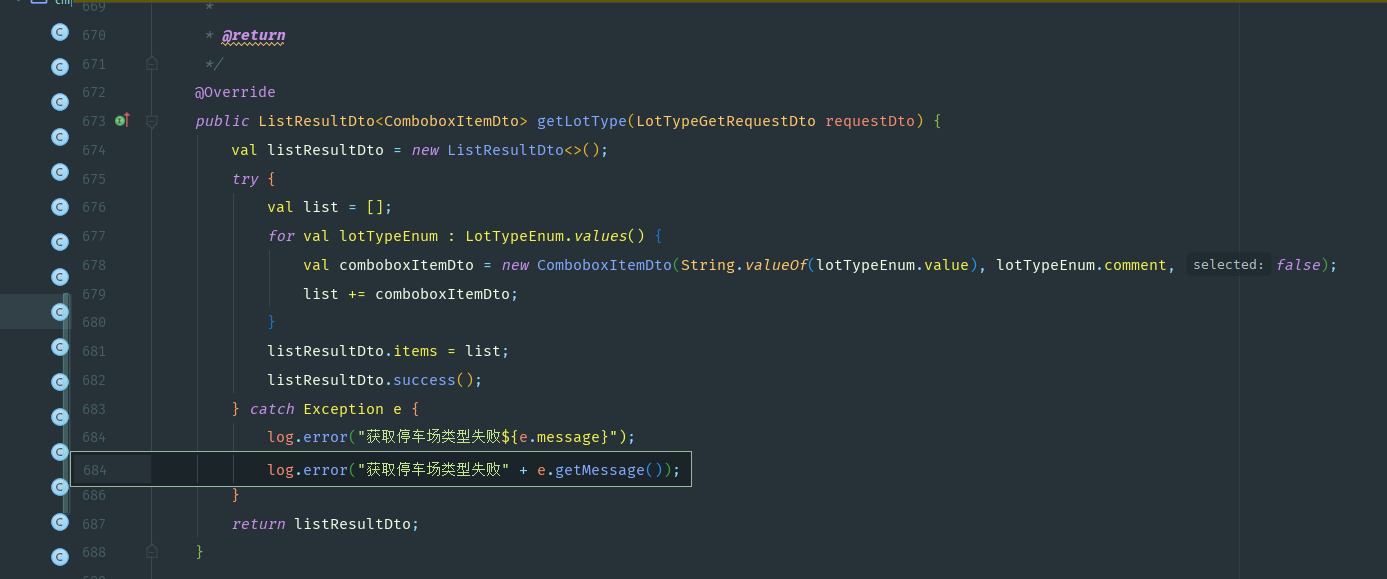 669 *
670 * @return
671 */
672 @Override
673 public ListResultDto<ComboboxItemDto> getLotType(LotTypeGetRequestDto requestDto) {
674 val listResultDto = new ListResultDto<>();
675 try {
676 val list = [];
677 for val lotTypeEnum : LotTypeEnum.values() {
678 val comboboxItemDto = new ComboboxItemDto(String.valueOf(lotTypeEnum.value), lotTypeEnum.comment, selected: false);
679 list += comboboxItemDto;
680 }
681 listResultDto.items = list;
682 listResultDto.success();
683 } catch Exception e {
684 log.error("获取停车场类型失败${e.message}");
684 log.error("获取停车场类型失败" + e.getMessage());
686 }
687 return listResultDto;
688 }